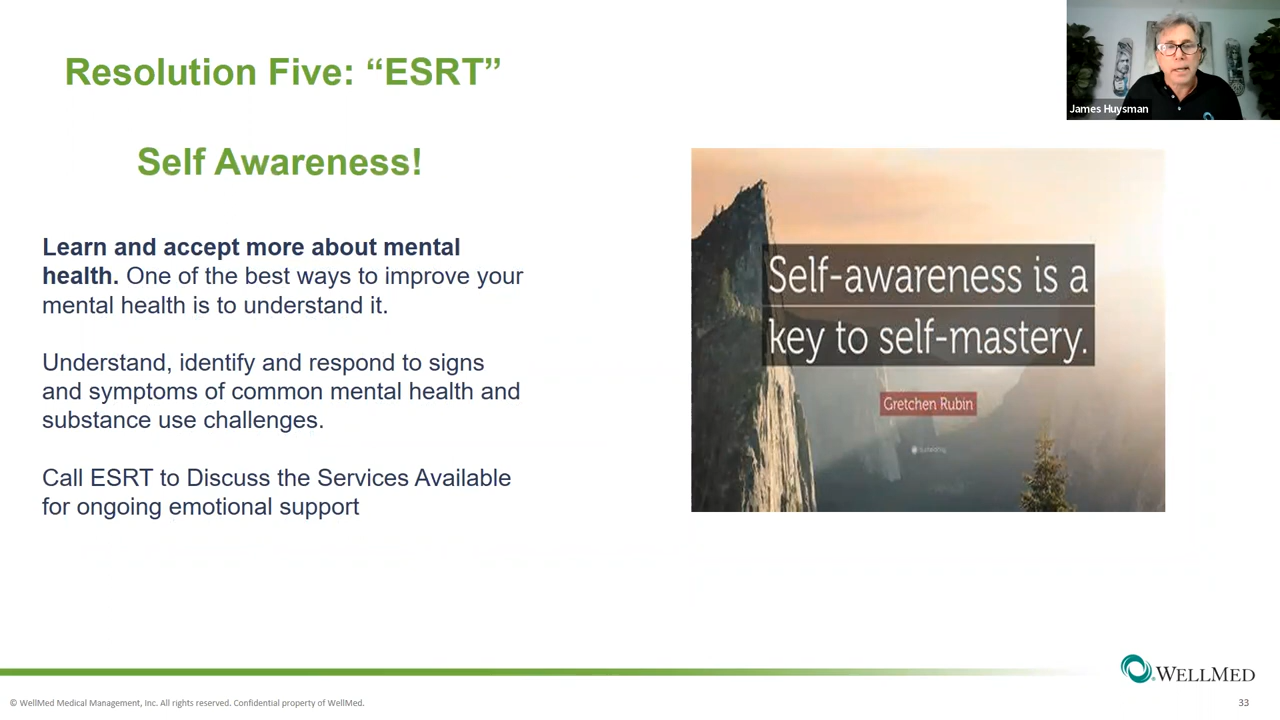 Resolution Five: “ESRT”
Self Awareness!
Learn and accept more about mental
health. One of the best ways to improve your
mental health is to understand it.
Understand, identify and respond to signs
and symptoms of common mental health and
substance use challenges.
Call ESRT to Discuss the Services Available
for ongoing emotional support
James Huysman
Self-awareness is a
key to self-mastery.
Gretchen Rubin
WELLMED
© WellMed Medical Management, Inc. All rights reserved. Confidential property of WellMed.
33